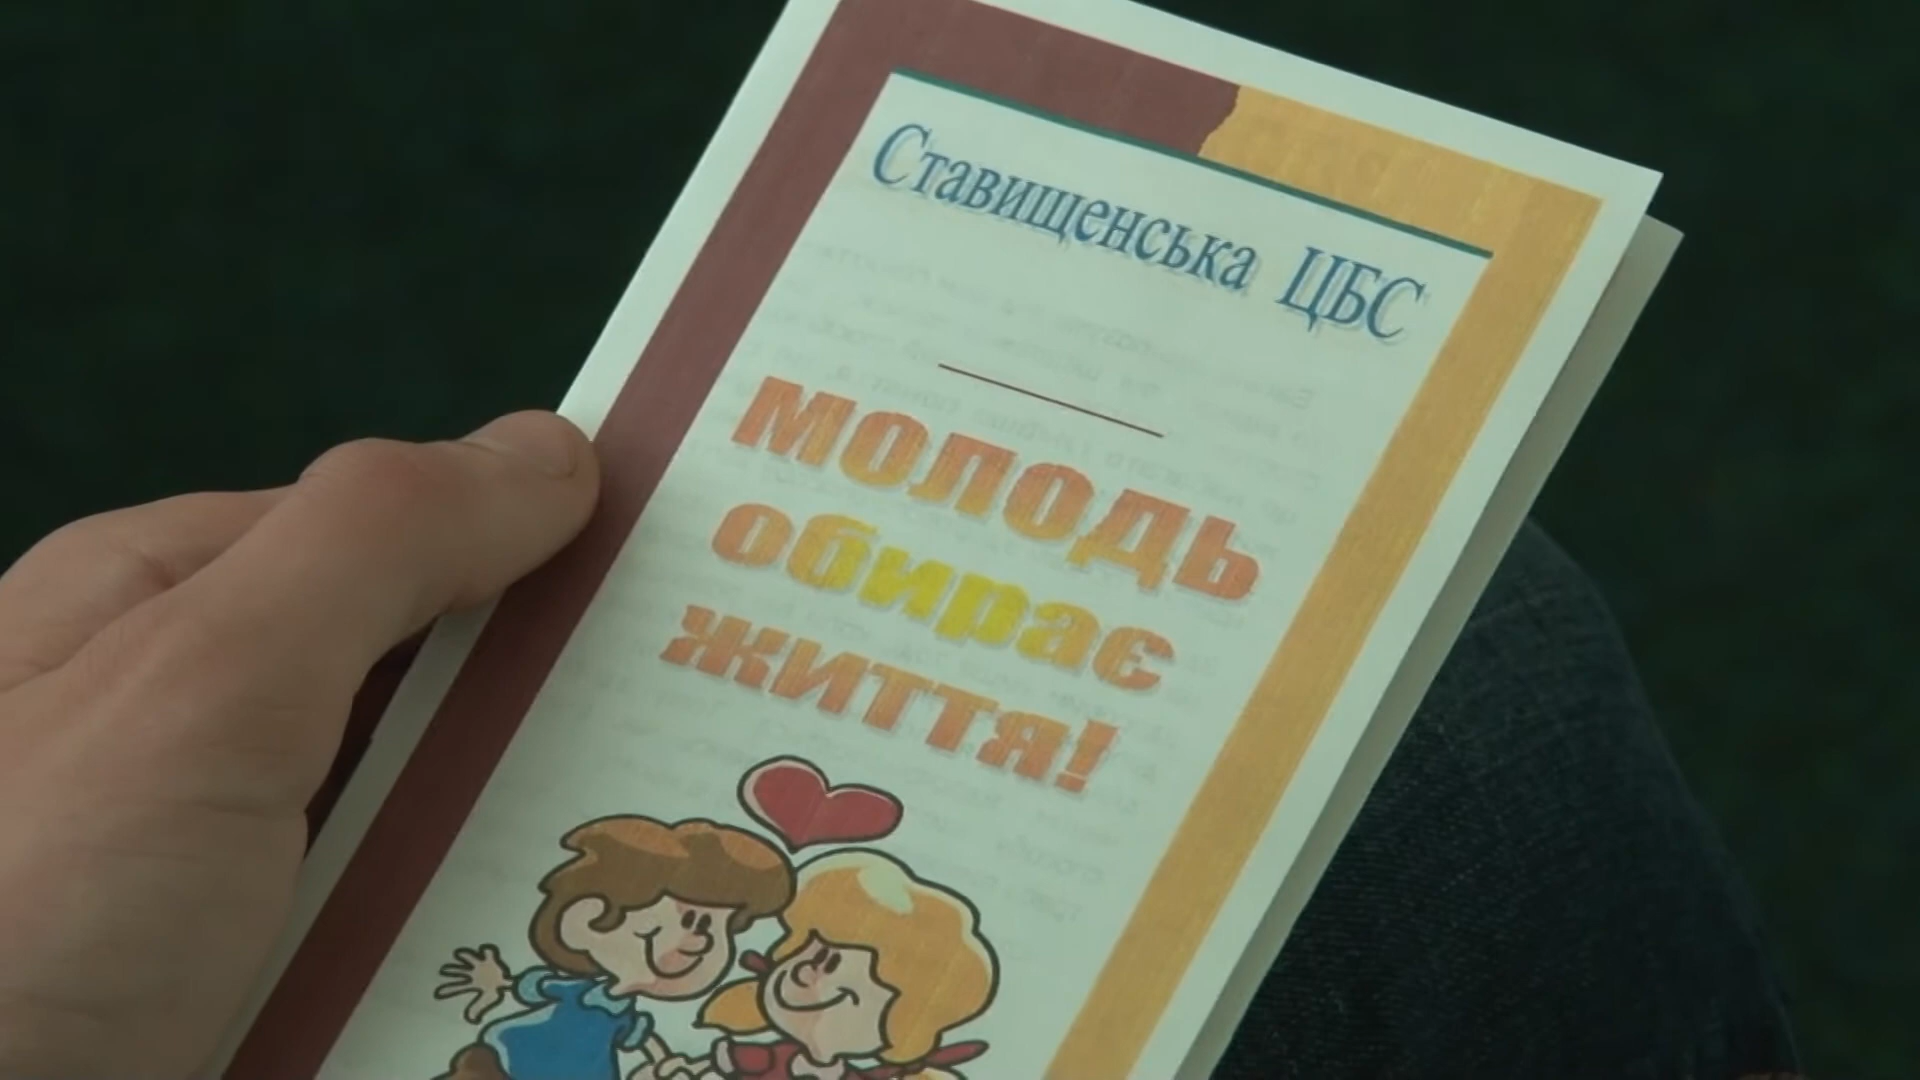 Ставищенська ЦБС
МОЛОДЬ
обирає
життя!